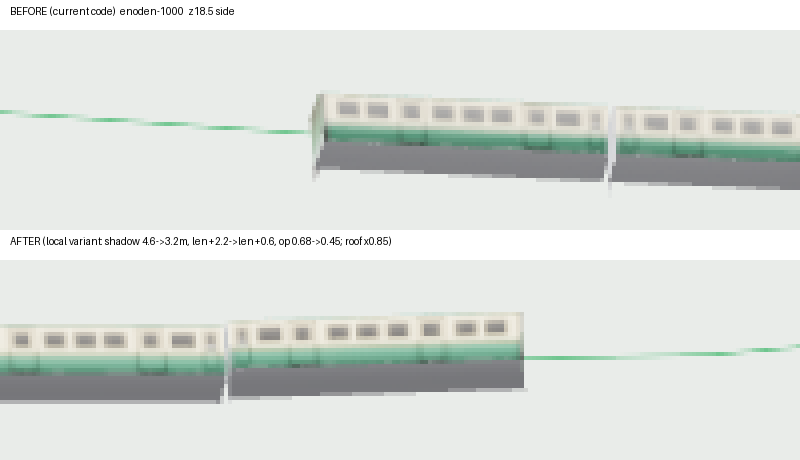 BEFORE (current code)  enoden-1000  z18.5 side
AFTER (local variant: shadow 4.6->3.2m, len+2.2->len+0.6, op 0.68->0.45; roof x0.85)